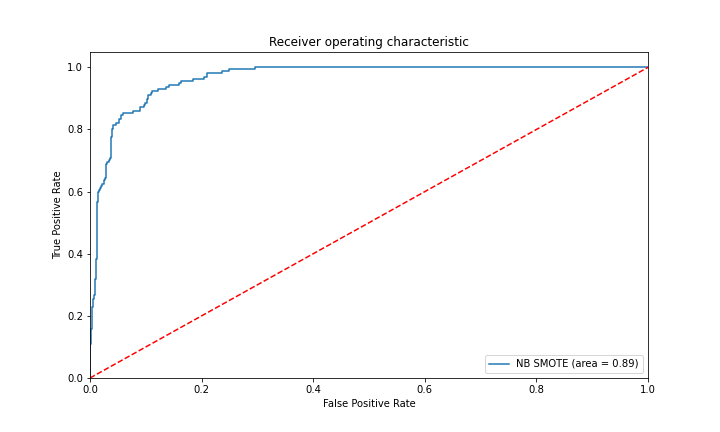 Receiver operating characteristic
1.0
0.8
0.6
0.4
0.2
0.0
True Positive Rate
0.0 0.2 0.4 0.6 0.8 1.0
False Positive Rate
NB SMOTE (area = 0.89)